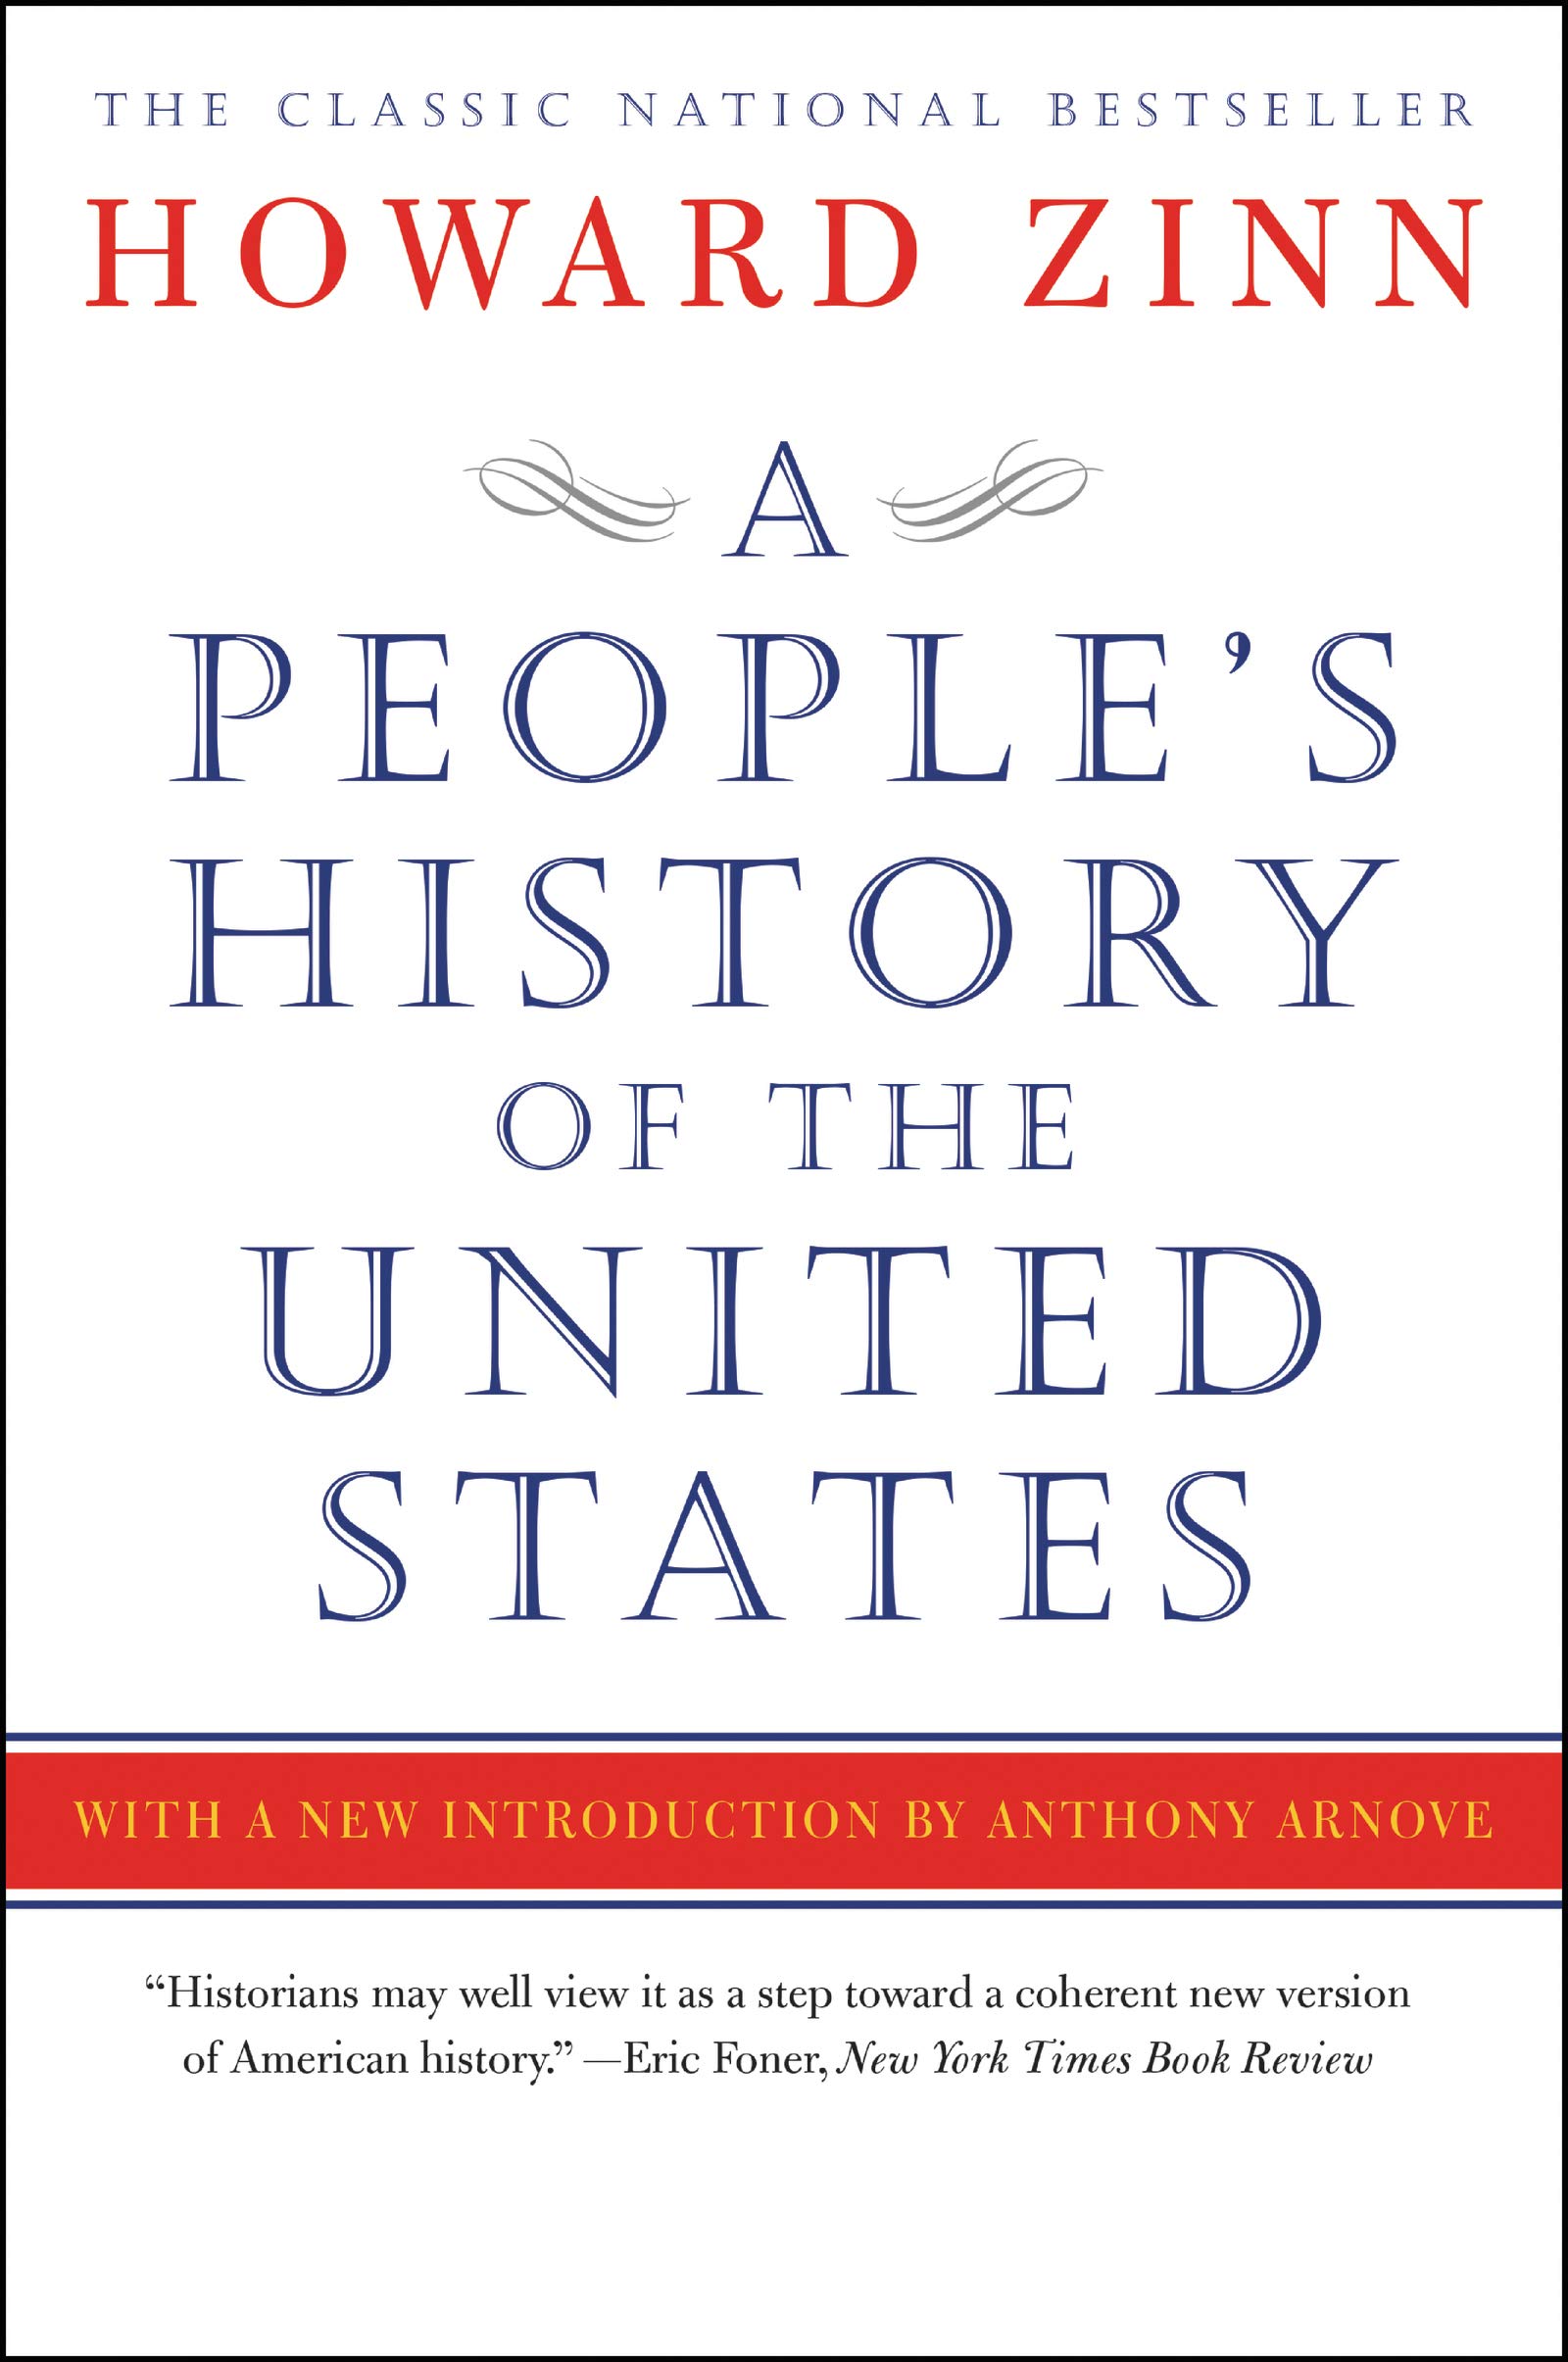 THE CLASSIC NATIONAL BESTSELLER
HOWARD ZINN
A
PEOPLE’S
HISTORY
OF THE
UNITED
STATES
WITH A NEW INTRODUCTION BY ANTHONY ARNOVE
“Historians may well view it as a step toward a coherent new version
of American history.” —Eric Foner, New York Times Book Review